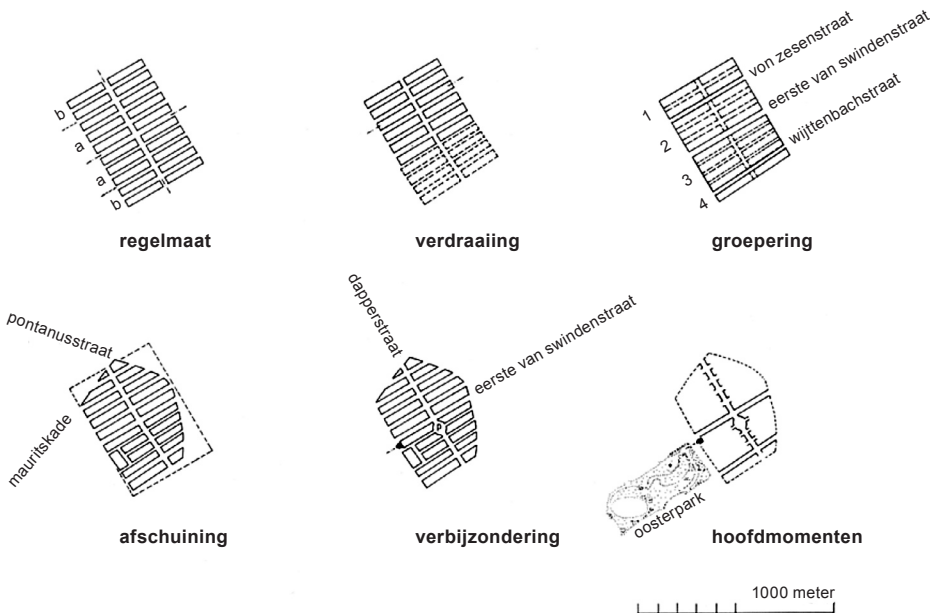 b
a
a
b
regelmaat
verdraaiing
1
2
3
4
von zesenstraat
eerste van swindenstraat
wijttenbachstraat
groepering
pontanusstraat
mauritskade
afschuining
dapperstraat
eerste van swindenstraat
verbijzondering
oosterpark
hoofdmomenten
1000 meter